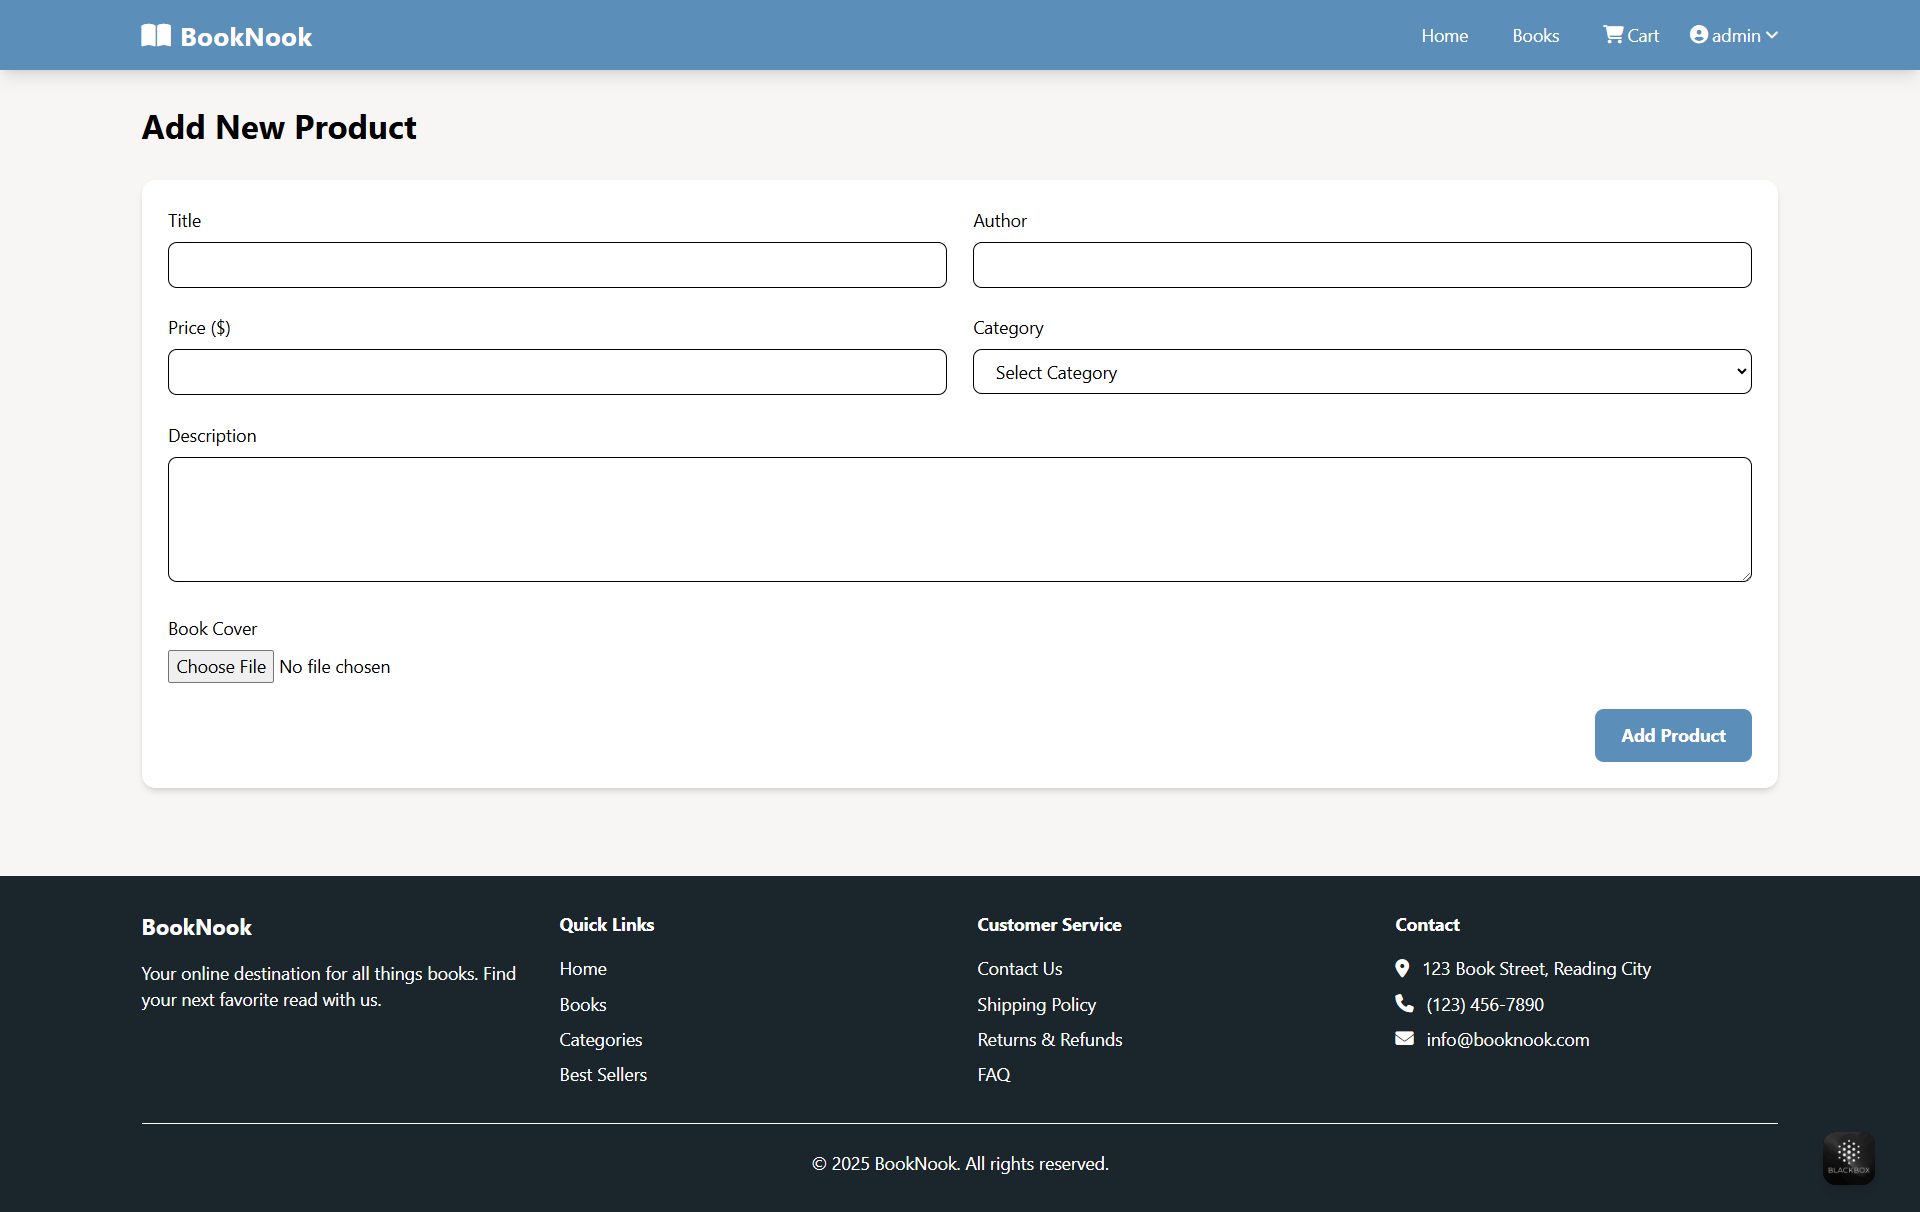 BookNook
Home
Books
Cart
admin
Add New Product
Title
Author
Price ($)
Category
Select Category
Description
Book Cover
Choose File No file chosen
Add Product
BookNook
Your online destination for all things books. Find
your next favorite read with us.
Quick Links
Home
Books
Categories
Best Sellers
Customer Service
Contact Us
Shipping Policy
Returns & Refunds
FAQ
Contact
123 Book Street, Reading City
(123) 456-7890
info@booknook.com
© 2025 BookNook. All rights reserved.
BLACKBOX